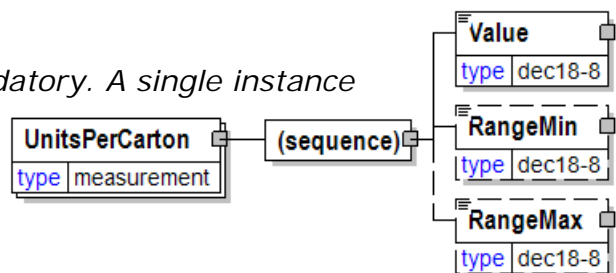 datory. A single instance
UnitsPerCarton
type measurement
(sequence)
Value
type dec18-8
RangeMin
type dec18-8
RangeMax
type dec18-8